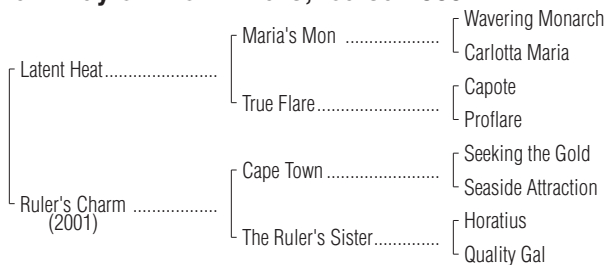 Wavering Monarch
Maria's Mon ......................
Carlotta Maria
Latent Heat..........................
Capote
True Flare............................
Proflare
Seeking the Gold
Cape Town ..........................
Seaside Attraction
Ruler's Charm ...................
(2001)
Horatius
The Ruler's Sister...............
Quality Gal